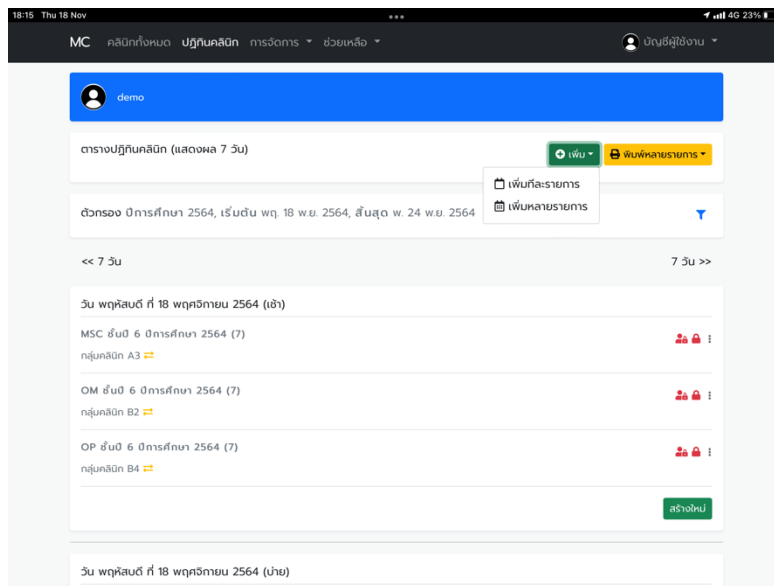 18:15 Thu 18 Nov
4G 23%
MC คลินิกทั้งหมด ปฏิทินคลินิก การจัดการ ช่วยเหลือ บัญชีผู้ใช้งาน
demo
ตารางปฏิทินคลินิก (แสดงผล 7 วัน) เพิ่ม พิมพ์หลายรายการ
เพิ่มทีละรายการ
เพิ่มหลายรายการ
ตัวกรอง ปีการศึกษา 2564, เริ่มต้น พฤ. 18 พ.ย. 2564, สิ้นสุด พ. 24 พ.ย. 2564
<< 7 วัน 7 วัน >>
วัน พฤหัสบดี ที่ 18 พฤศจิกายน 2564 (เช้า)
MSC ชั้นปี 6 ปีการศึกษา 2564 (7)
กลุ่มคลินิก A3
OM ชั้นปี 6 ปีการศึกษา 2564 (7)
กลุ่มคลินิก B2
OP ชั้นปี 6 ปีการศึกษา 2564 (7)
กลุ่มคลินิก B4
สร้างใหม่
วัน พฤหัสบดี ที่ 18 พฤศจิกายน 2564 (บ่าย)